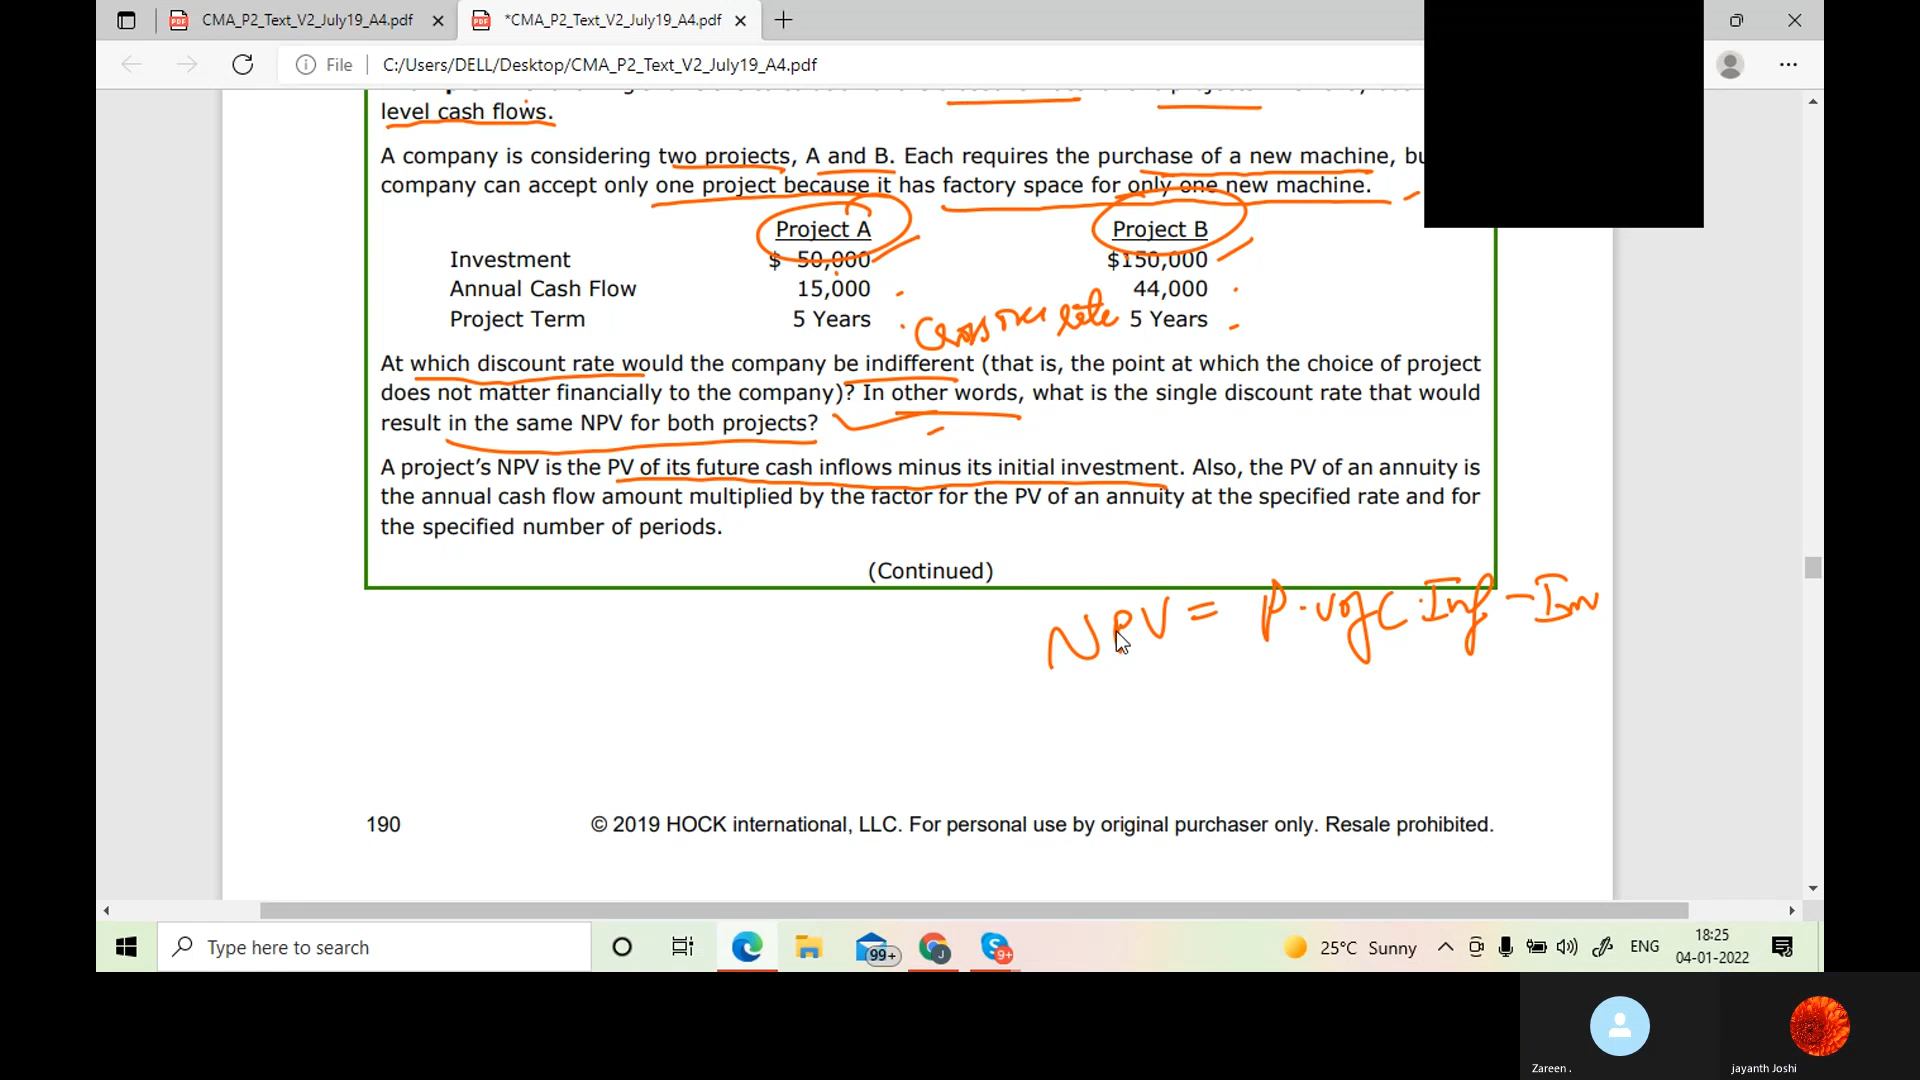 CMA_P2_Text_V2_July19_A4.pdf
*CMA_P2_Text_V2_July19_A4.pdf
File
C:/Users/DELL/Desktop/CMA_P2_Text_V2_July19_A4.pdf
level cash flows.
A company is considering two projects, A and B. Each requires the purchase of a new machine,
company can accept only one project because it has factory space for only one new machine.
Project A Project B
Investment $ 50,000 $150,000
Annual Cash Flow 15,000 44,000
Project Term 5 Years 5 Years
Cross over rate
At which discount rate would the company be indifferent (that is, the point at which the choice of project
does not matter financially to the company)? In other words, what is the single discount rate that would
result in the same NPV for both projects?
A project’s NPV is the PV of its future cash inflows minus its initial investment. Also, the PV of an annuity is
the annual cash flow amount multiplied by the factor for the PV of an annuity at the specified rate and for
the specified number of periods.
(Continued)
NPV = P.V of C.Inf - Inv
190 © 2019 HOCK international, LLC. For personal use by original purchaser only. Resale prohibited.
Type here to search
99+
J
9+
25°C Sunny
ENG
18:25
04-01-2022
Zareen .
jayanth Joshi